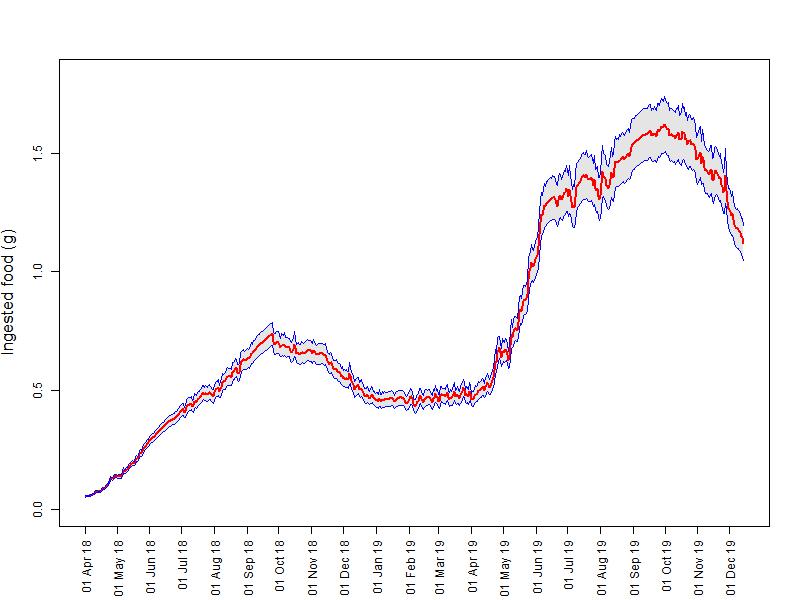 Ingested food (g)
1.5
1.0
0.5
0.0
01 Apr 18
01 May 18
01 Jun 18
01 Jul 18
01 Aug 18
01 Sep 18
01 Oct 18
01 Nov 18
01 Dec 18
01 Jan 19
01 Feb 19
01 Mar 19
01 Apr 19
01 May 19
01 Jun 19
01 Jul 19
01 Aug 19
01 Sep 19
01 Oct 19
01 Nov 19
01 Dec 19